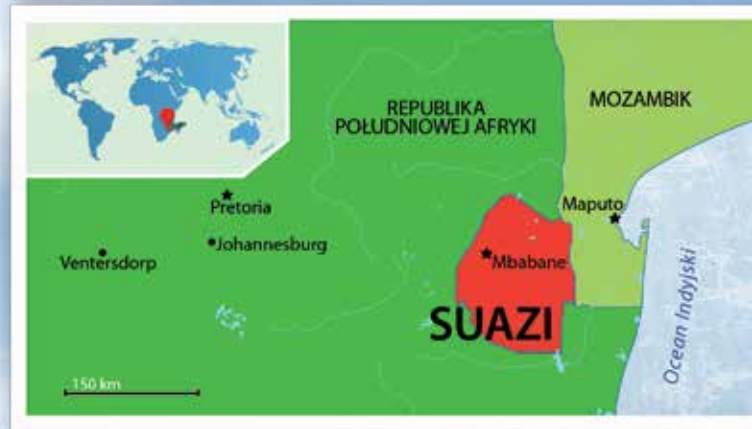 REPUBLIKA
POŁUDNIOWEJ AFRYKI
MOZAMBIK
Pretoria
Maputo
Johannesburg
Ventersdorp
Mbabane
SUAZI
Ocean Indyjski
150 km